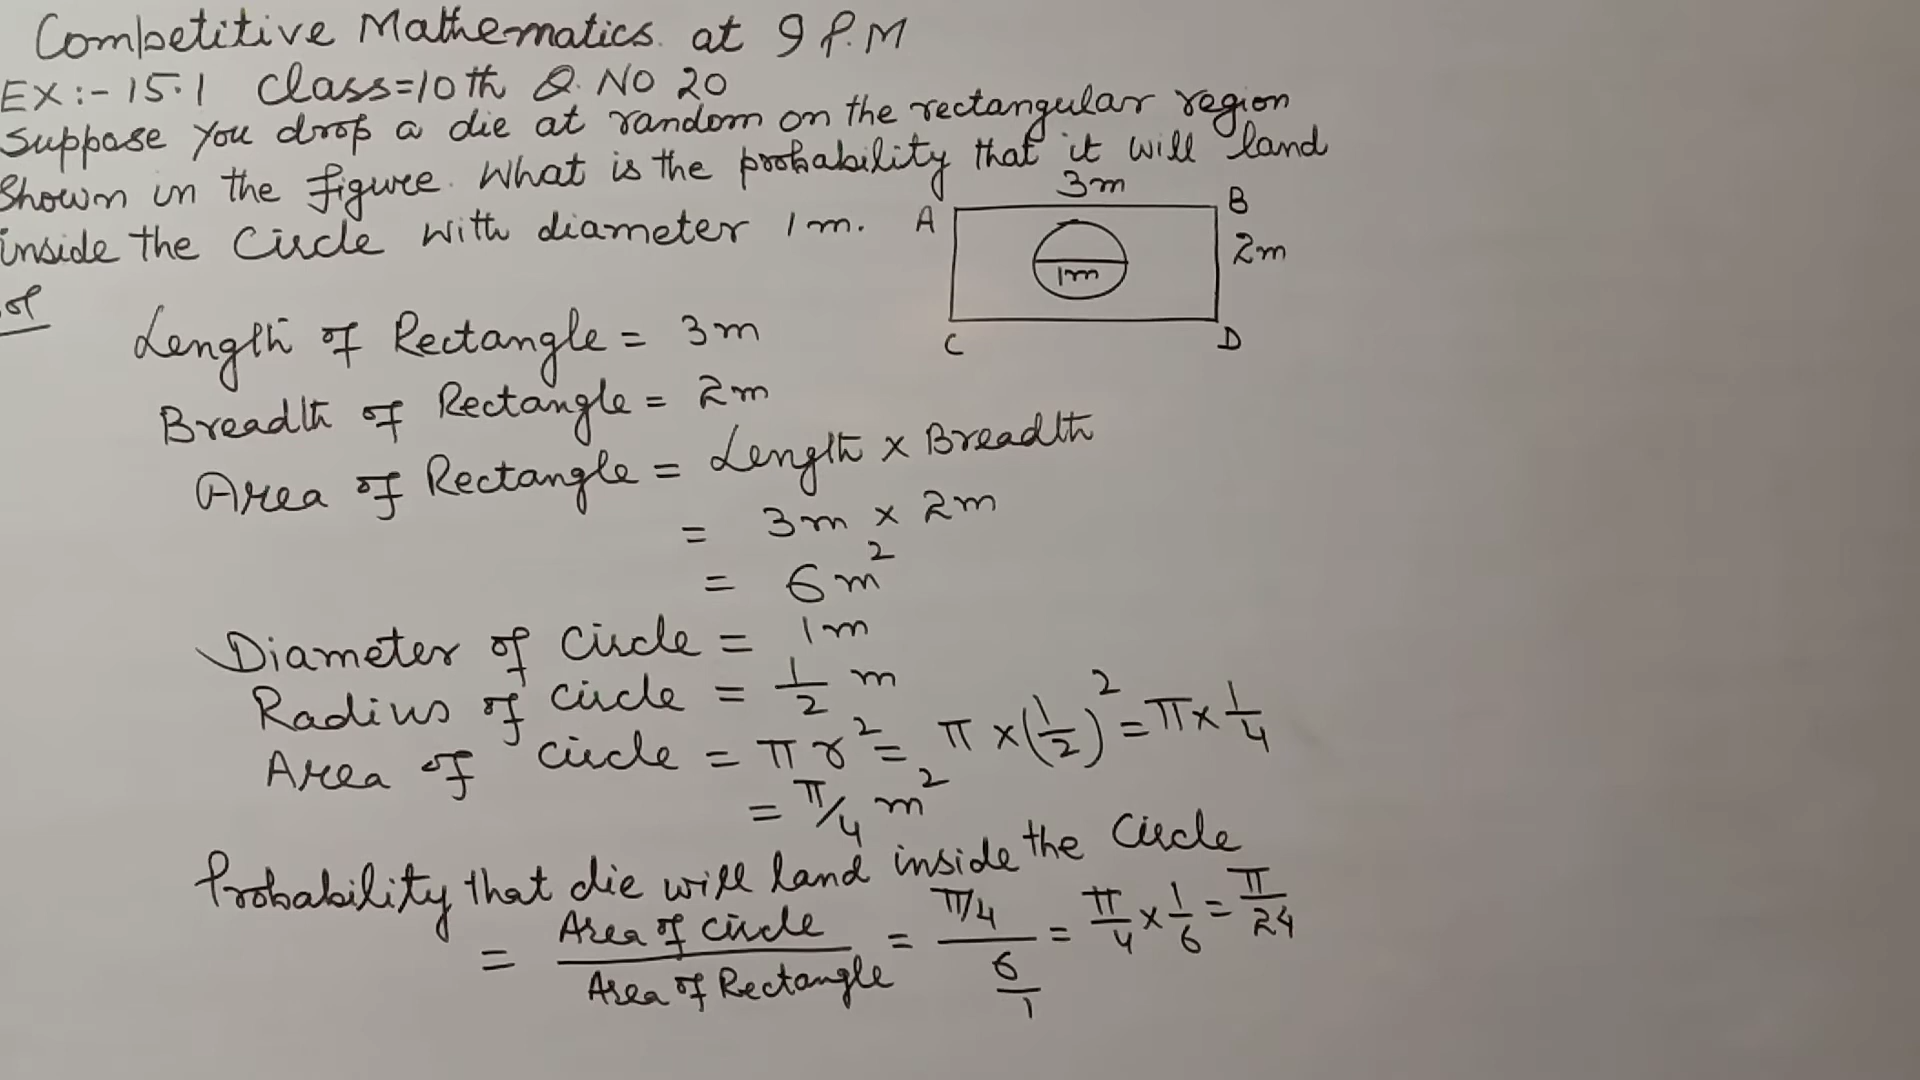 Competitive Mathematics. at 9 P.M
EX:- 15.1 Class=10th Q. NO 20
Suppose you drop a die at random on the rectangular region
Shown in the figure. What is the probability that it will land
inside the Circle with diameter 1m.
3m
A
B
2m
1m
C
D
Length of Rectangle = 3m
Breadth of Rectangle = 2m
Area of Rectangle = Length × Breadth
= 3m × 2m
= 6m²
Diameter of Circle = 1m
Radius of circle = 1/2 m
Area of circle = πr² = π×(1/2)² = π×1/4
= π/4 m²
Probability that die will land inside the Circle
= Area of circle / Area of Rectangle = π/4 / 6/1 = π/4 × 1/6 = π/24